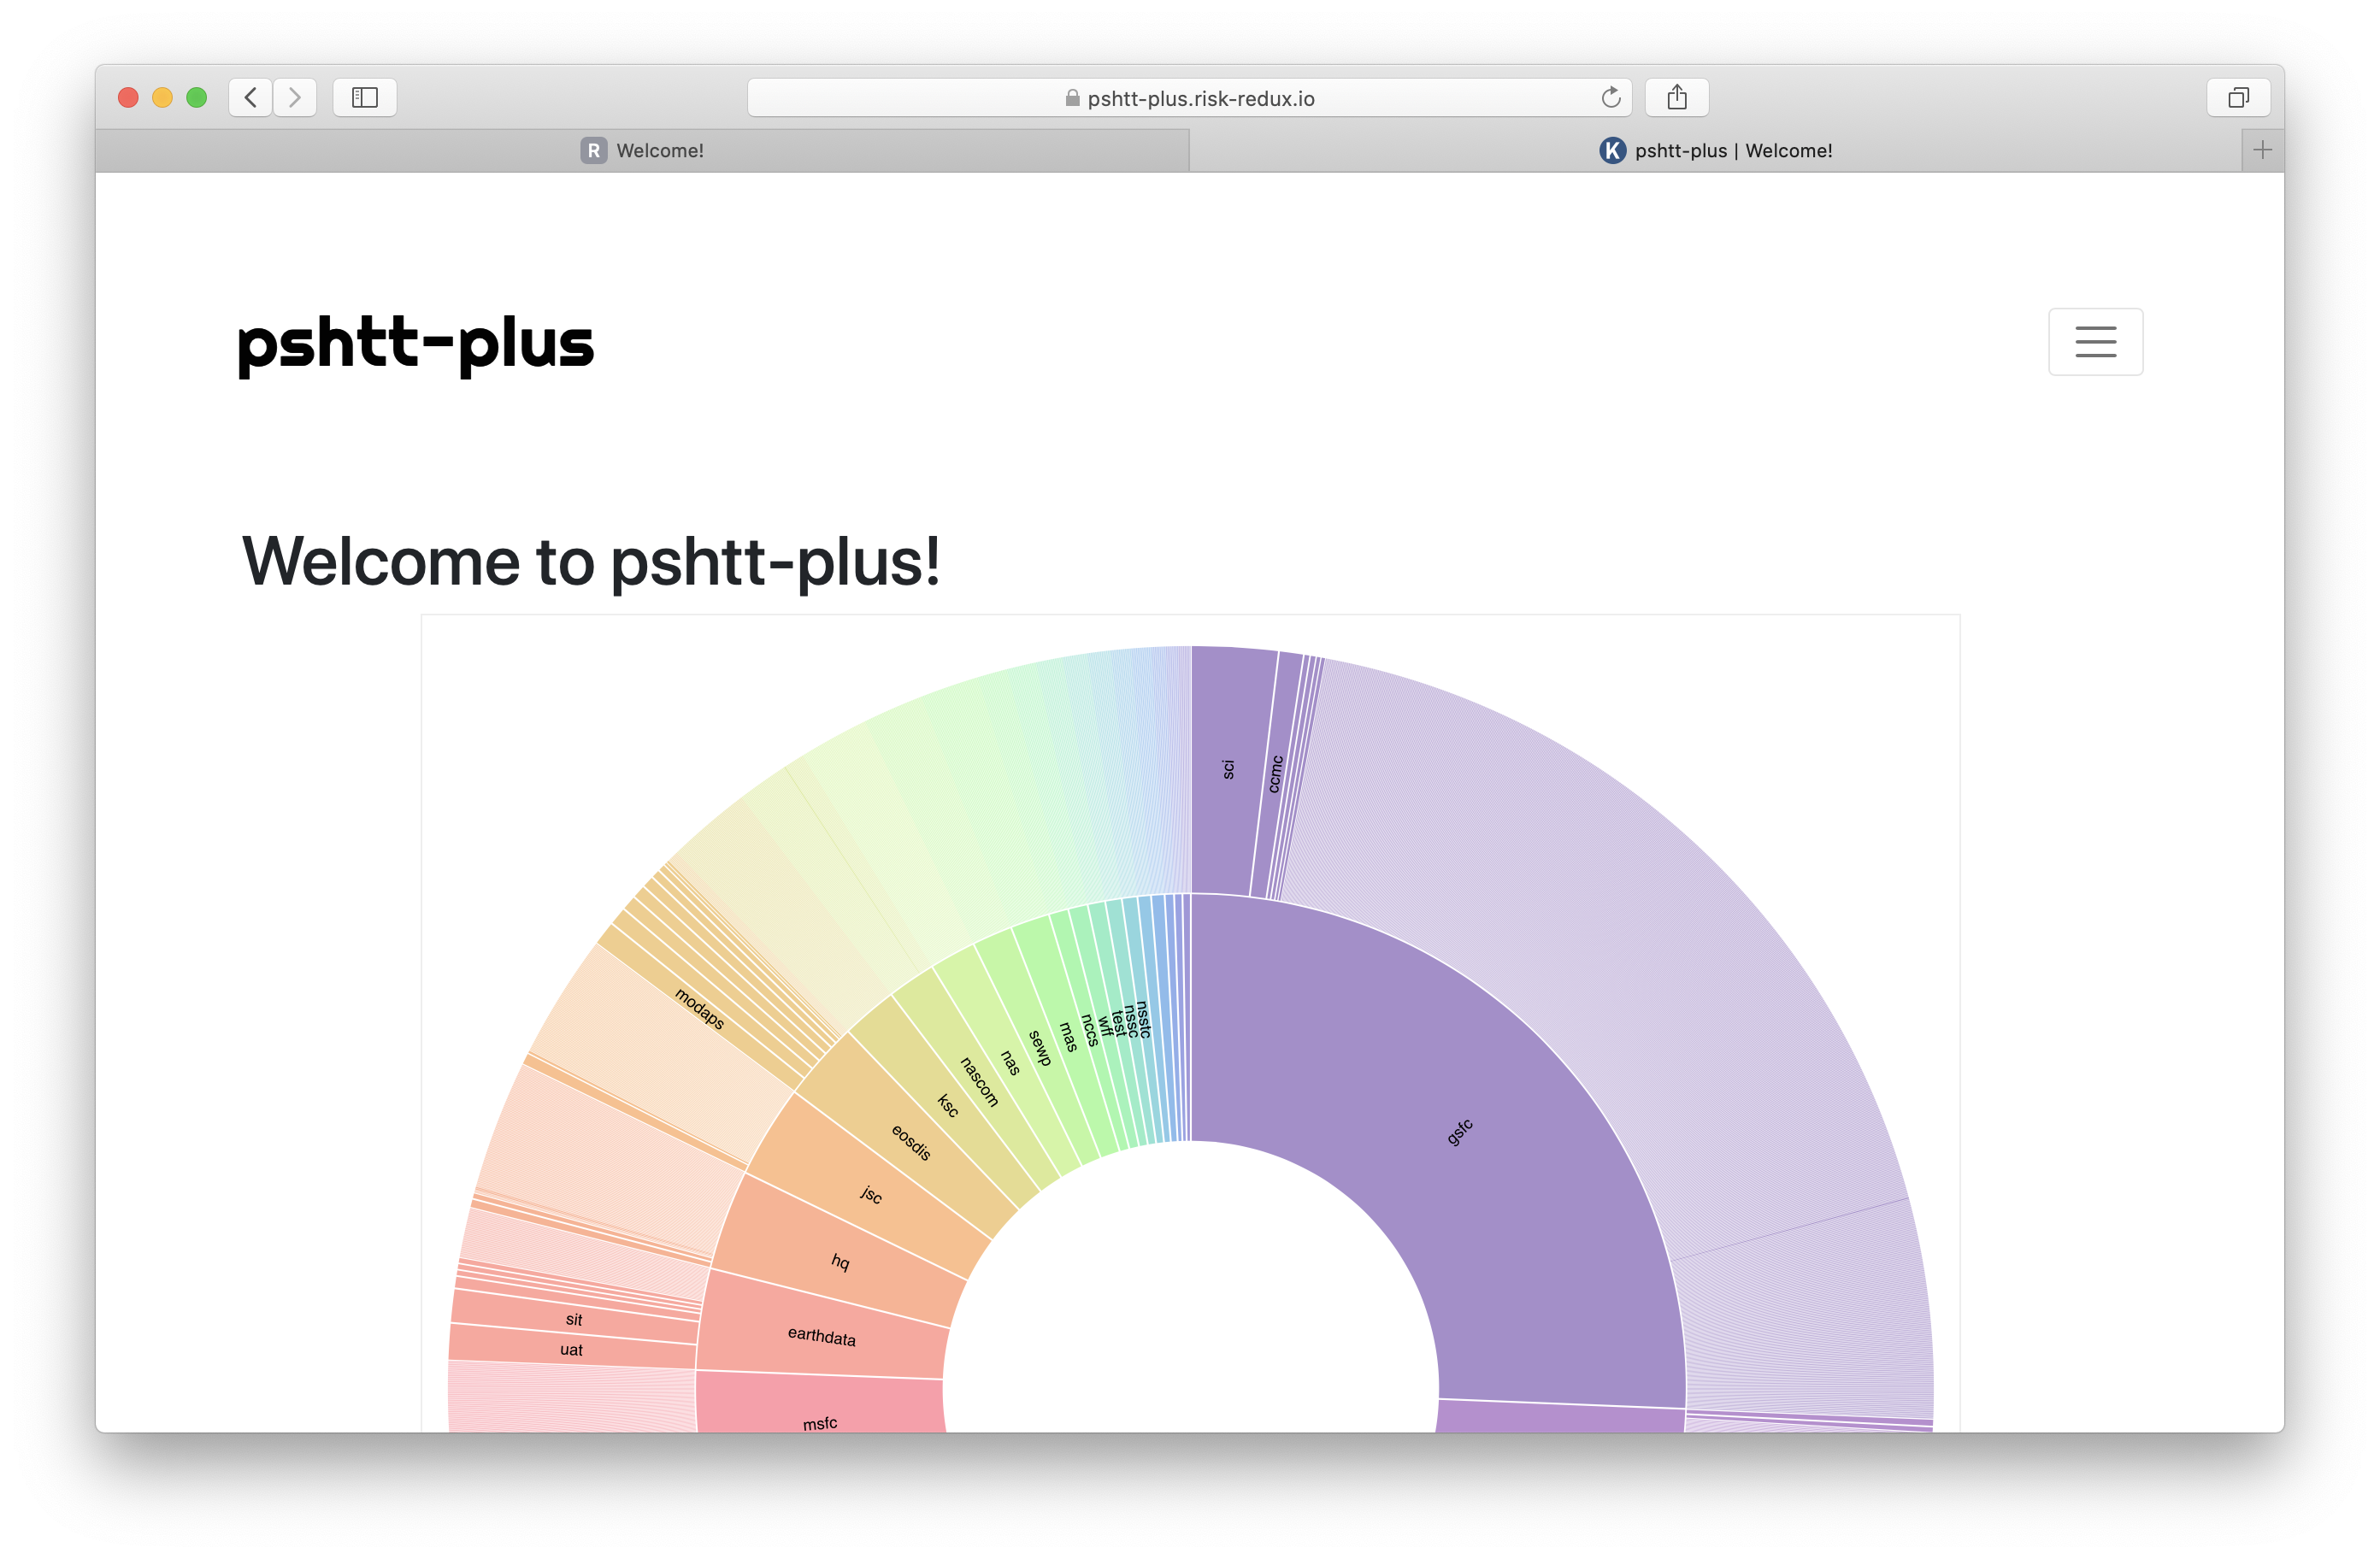 pshtt-plus.risk-redux.io
R Welcome!
K pshtt-plus | Welcome!
pshtt-plus
Welcome to pshtt-plus!
sci
ccmc
modaps
nsstc
nssc
test
wff
nccs
mas
sewp
nas
nascom
ksc
eosdis
gsfc
jsc
hq
sit
earthdata
uat
msfc